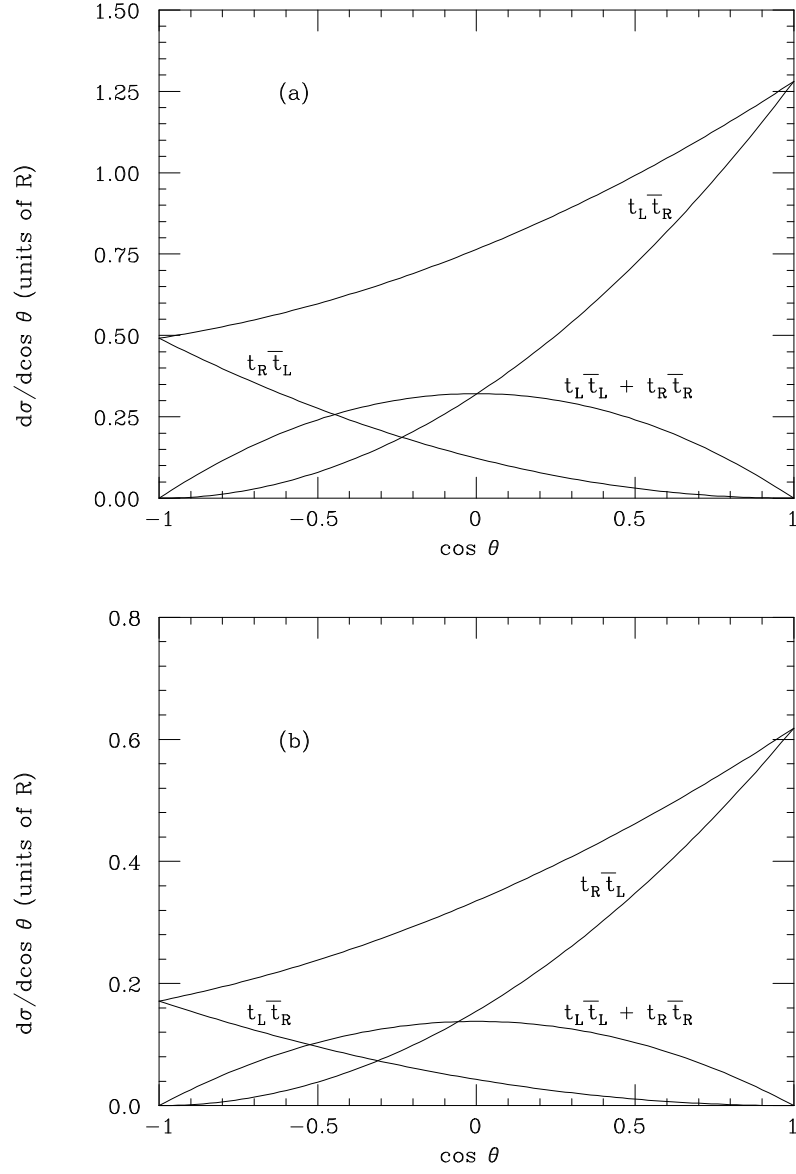 1.50
(a)
1.25
1.00
t_L t̅_R
0.75
dσ/dcos θ (units of R)
0.50
t_R t̅_L
t_L t̅_L + t_R t̅_R
0.25
0.00
−1 −0.5 0 0.5 1
cos θ
0.8
(b)
0.6
t_R t̅_L
0.4
dσ/dcos θ (units of R)
0.2
t_L t̅_R
t_L t̅_L + t_R t̅_R
0.0
−1 −0.5 0 0.5 1
cos θ